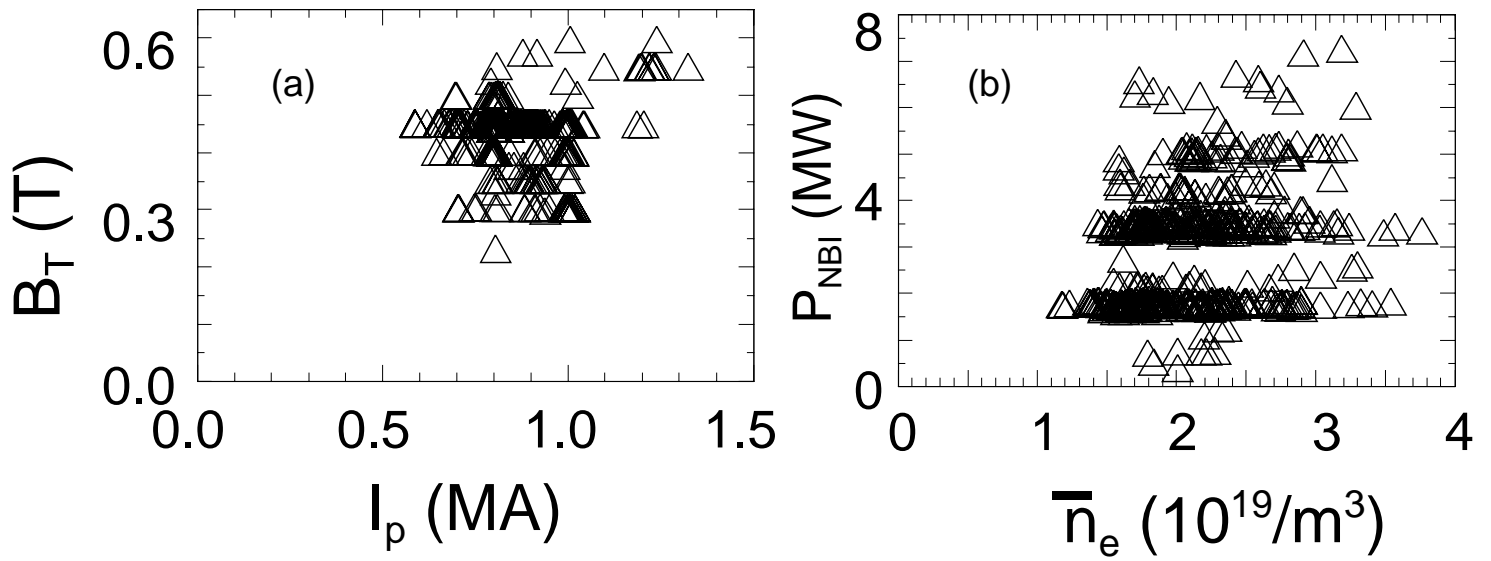 (a)
0.6
0.3
0.0
B_T (T)
0.0 0.5 1.0 1.5
I_p (MA)
(b)
8
4
0
P_NBI (MW)
0 1 2 3 4
n̅_e (10^19/m^3)